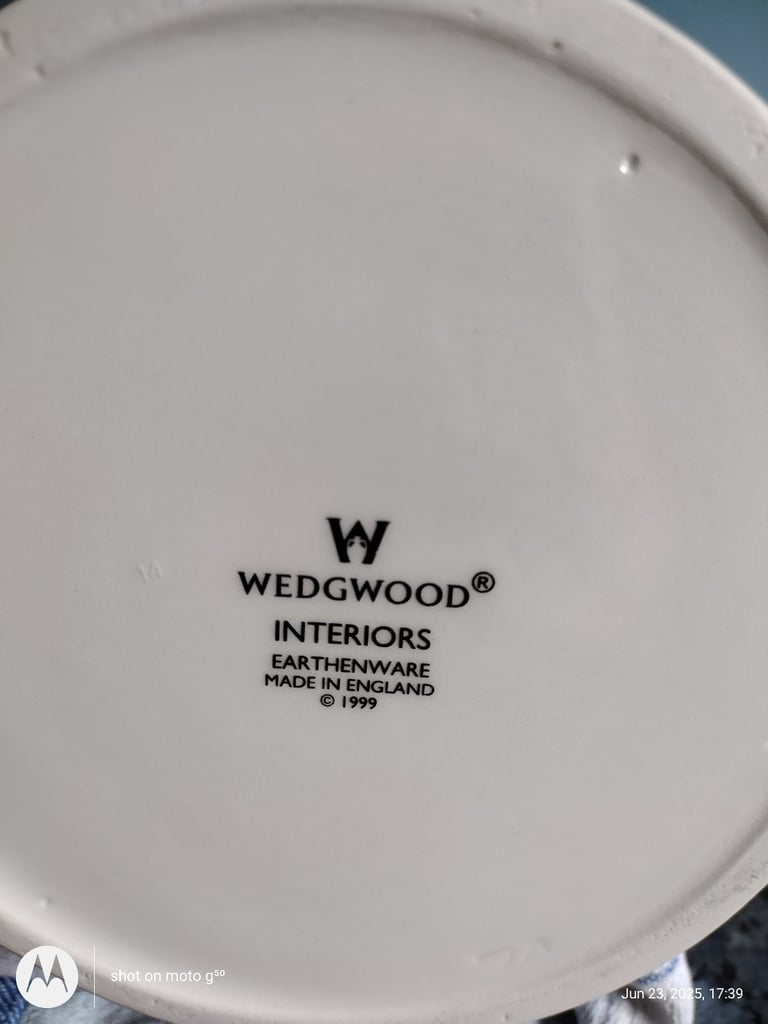 W
WEDGWOOD®
INTERIORS
EARTHENWARE
MADE IN ENGLAND
© 1999
shot on moto g⁵⁰
Jun 23, 2025, 17:39